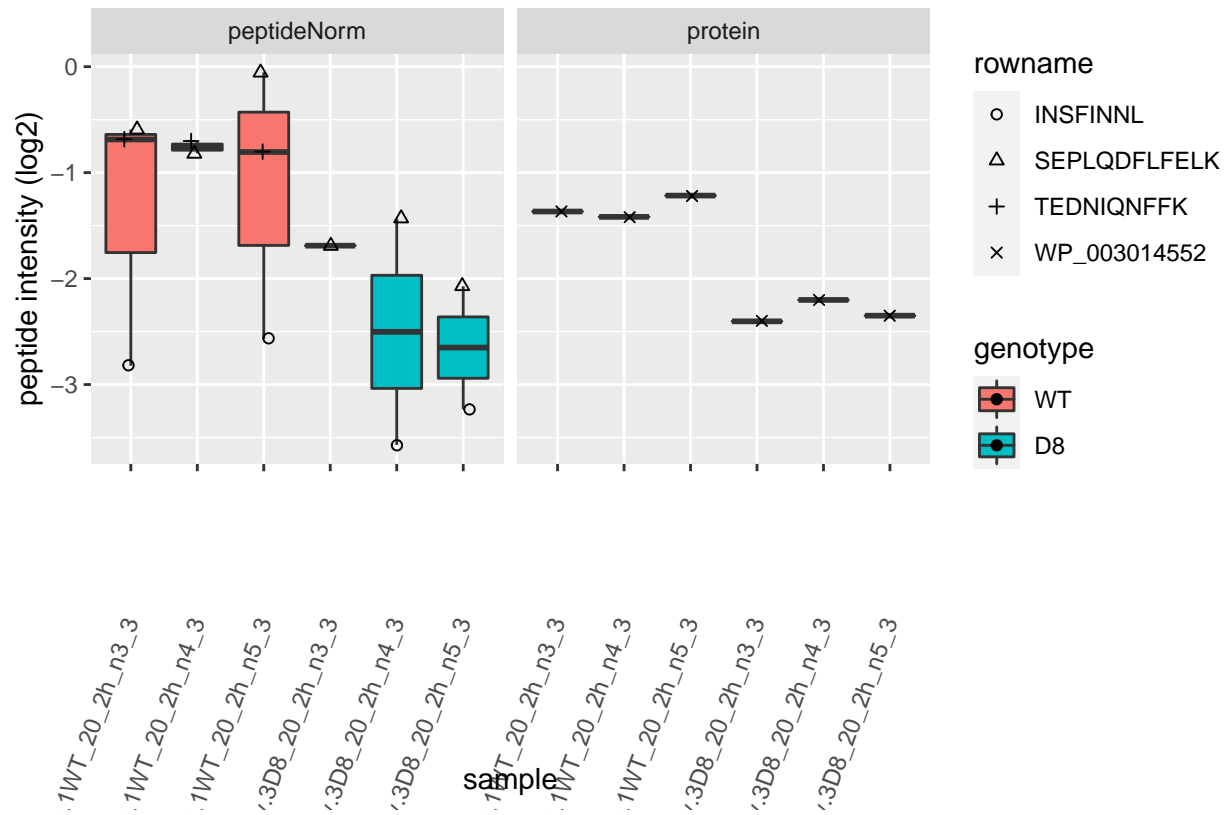 peptideNorm
protein
peptide intensity (log2)
0
−1
−2
−3
1WT_20_2h_n3_3
1WT_20_2h_n4_3
1WT_20_2h_n5_3
.3D8_20_2h_n3_3
.3D8_20_2h_n4_3
.3D8_20_2h_n5_3
1WT_20_2h_n3_3
1WT_20_2h_n4_3
1WT_20_2h_n5_3
.3D8_20_2h_n3_3
.3D8_20_2h_n4_3
.3D8_20_2h_n5_3
sample
rowname
INSFINNL
SEPLQDFLFELK
TEDNIQNFFK
WP_003014552
genotype
WT
D8